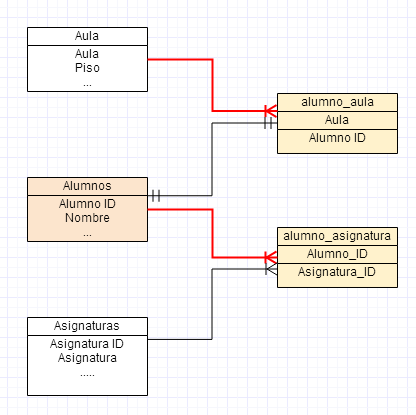 Aula
Aula
Piso
...
alumno_aula
Aula
Alumno ID
Alumnos
Alumno ID
Nombre
...
alumno_asignatura
Alumno_ID
Asignatura_ID
Asignaturas
Asignatura ID
Asignatura
.....